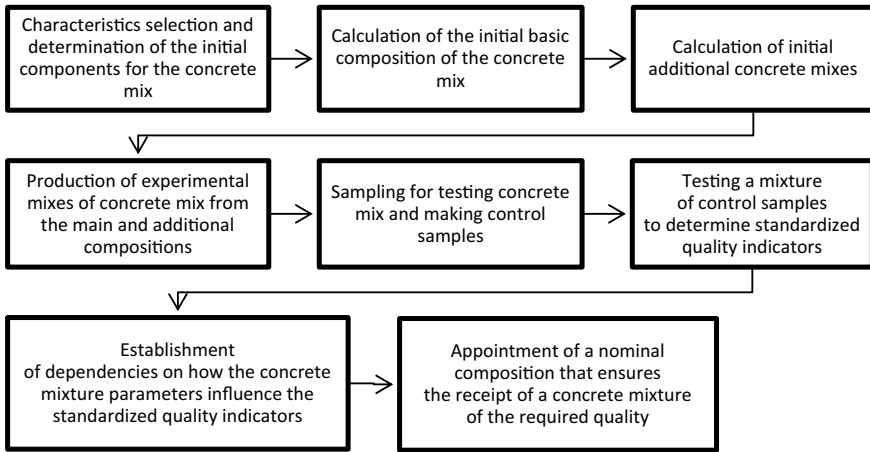 Characteristics selection and
determination of the initial
components for the concrete
mix
Calculation of the initial basic
composition of the concrete
mix
Calculation of initial
additional concrete mixes
Production of experimental
mixes of concrete mix from
the main and additional
compositions
Sampling for testing concrete
mix and making control
samples
Testing a mixture
of control samples
to determine standardized
quality indicators
Establishment
of dependencies on how the concrete
mixture parameters influence the
standardized quality indicators
Appointment of a nominal
composition that ensures
the receipt of a concrete mixture
of the required quality